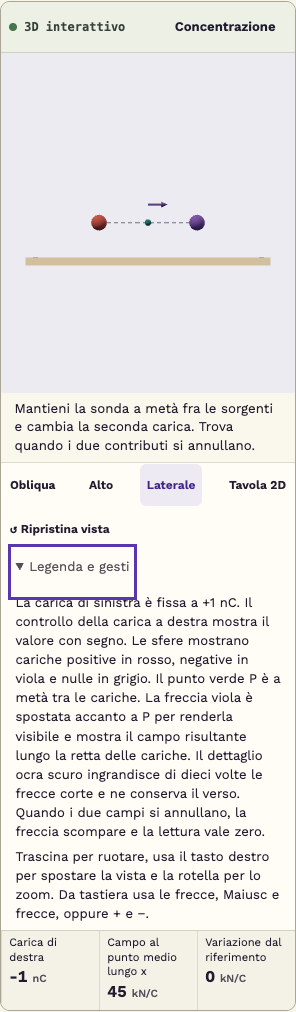 3D interattivo Concentrazione
Mantieni la sonda a metà fra le sorgenti
e cambia la seconda carica. Trova
quando i due contributi si annullano.
Obliqua Alto Laterale Tavola 2D
↺ Ripristina vista
▼ Legenda e gesti
La carica di sinistra è fissa a +1 nC. Il
controllo della carica a destra mostra il
valore con segno. Le sfere mostrano
cariche positive in rosso, negative in
viola e nulle in grigio. Il punto verde P è a
metà tra le cariche. La freccia viola è
spostata accanto a P per renderla
visibile e mostra il campo risultante
lungo la retta delle cariche. Il dettaglio
ocra scuro ingrandisce di dieci volte le
frecce corte e ne conserva il verso.
Quando i due campi si annullano, la
freccia scompare e la lettura vale zero.
Trascina per ruotare, usa il tasto destro
per spostare la vista e la rotella per lo
zoom. Da tastiera usa le frecce, Maiusc e
frecce, oppure + e −.
Carica di
destra
-1 nC
Campo al
punto medio
lungo x
45 kN/C
Variazione dal
riferimento
0 kN/C